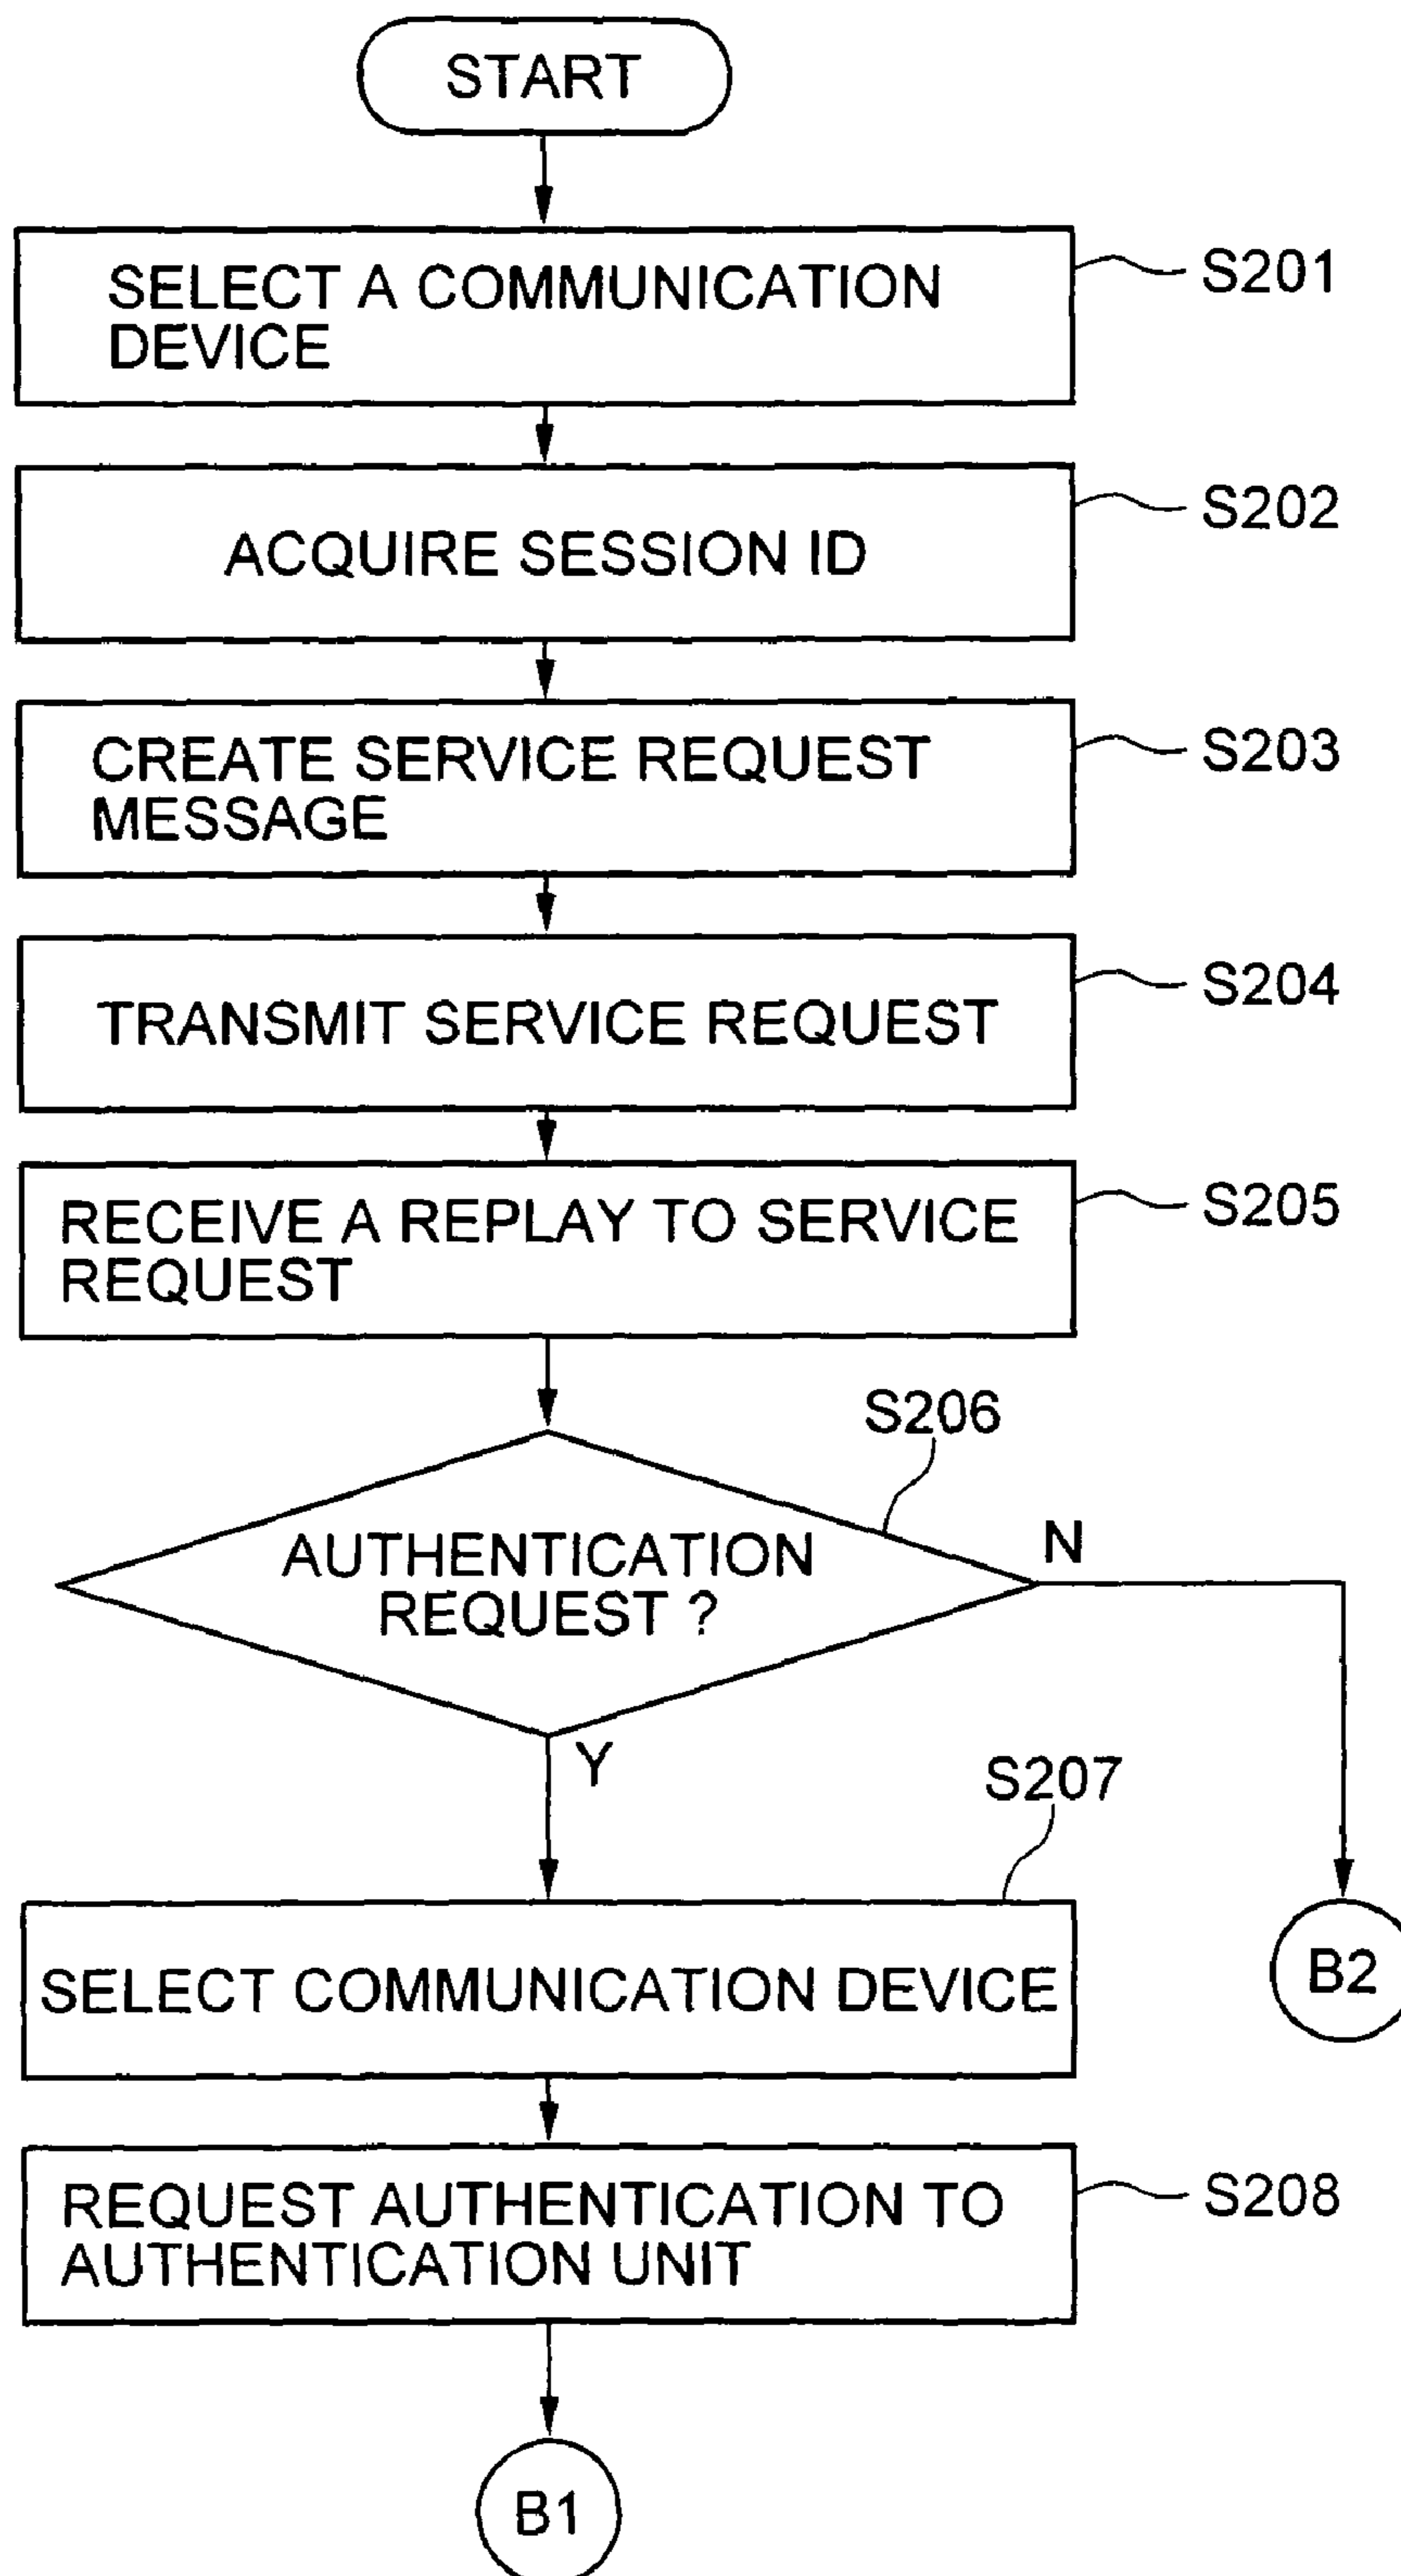 START
SELECT A COMMUNICATION
DEVICE
S201
ACQUIRE SESSION ID
S202
CREATE SERVICE REQUEST
MESSAGE
S203
TRANSMIT SERVICE REQUEST
S204
RECEIVE A REPLAY TO SERVICE
REQUEST
S205
S206
AUTHENTICATION
REQUEST ?
N
Y
S207
SELECT COMMUNICATION DEVICE
B2
REQUEST AUTHENTICATION TO
AUTHENTICATION UNIT
S208
B1